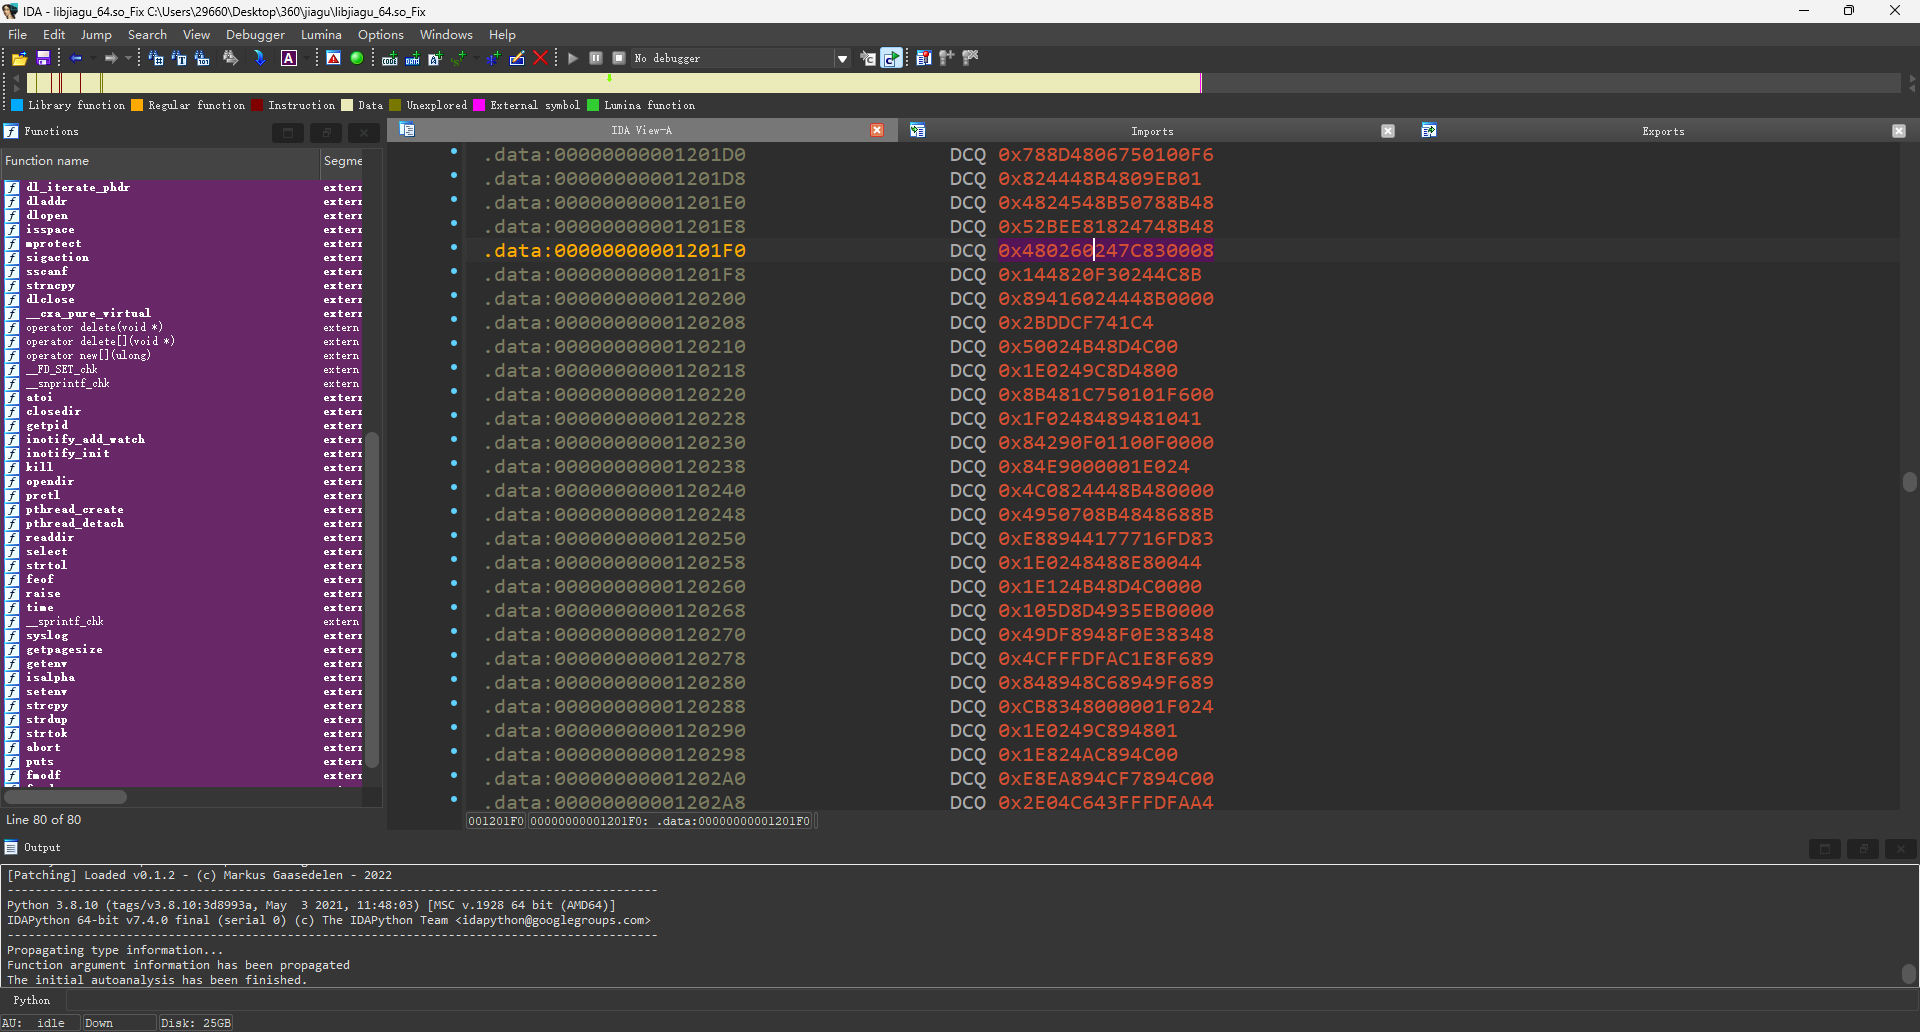 IDA - libjiagu_64.so_Fix C:\Users\29660\Desktop\360\jiagu\libjiagu_64.so_Fix
File Edit Jump Search View Debugger Lumina Options Windows Help
No debugger
Library function Regular function Instruction Data Unexplored External symbol Lumina function
Functions
IDA View-A
Imports
Exports
Function name Segme
dl_iterate_phdr extern
dladdr extern
dlopen extern
isspace extern
mprotect extern
sigaction extern
sscanf extern
strncpy extern
dlclose extern
__cxa_pure_virtual extern
operator delete(void *) extern
operator delete[](void *) extern
operator new[](ulong) extern
__FD_SET_chk extern
__snprintf_chk extern
atoi extern
closedir extern
getpid extern
inotify_add_watch extern
inotify_init extern
kill extern
opendir extern
prctl extern
pthread_create extern
pthread_detach extern
readdir extern
select extern
strtol extern
feof extern
raise extern
time extern
__sprintf_chk extern
syslog extern
getpagesize extern
getenv extern
isalpha extern
setenv extern
strcpy extern
strdup extern
strtok extern
abort extern
puts extern
fmodf extern
Line 80 of 80
.data:00000000001201D0 DCQ 0x788D4806750100F6
.data:00000000001201D8 DCQ 0x824448B4809EB01
.data:00000000001201E0 DCQ 0x4824548B50788B48
.data:00000000001201E8 DCQ 0x52BEE81824748B48
.data:00000000001201F0 DCQ 0x480260247C830008
.data:00000000001201F8 DCQ 0x144820F30244C8B
.data:0000000000120200 DCQ 0x89416024448B0000
.data:0000000000120208 DCQ 0x2BDDCF741C4
.data:0000000000120210 DCQ 0x50024B48D4C00
.data:0000000000120218 DCQ 0x1E0249C8D4800
.data:0000000000120220 DCQ 0x8B481C750101F600
.data:0000000000120228 DCQ 0x1F0248489481041
.data:0000000000120230 DCQ 0x84290F01100F0000
.data:0000000000120238 DCQ 0x84E9000001E024
.data:0000000000120240 DCQ 0x4C0824448B480000
.data:0000000000120248 DCQ 0x4950708B4848688B
.data:0000000000120250 DCQ 0xE88944177716FD83
.data:0000000000120258 DCQ 0x1E0248488E80044
.data:0000000000120260 DCQ 0x1E124B48D4C0000
.data:0000000000120268 DCQ 0x105D8D4935EB0000
.data:0000000000120270 DCQ 0x49DF8948F0E38348
.data:0000000000120278 DCQ 0x4CFFFDFAC1E8F689
.data:0000000000120280 DCQ 0x848948C68949F689
.data:0000000000120288 DCQ 0xCB8348000001F024
.data:0000000000120290 DCQ 0x1E0249C894801
.data:0000000000120298 DCQ 0x1E824AC894C00
.data:00000000001202A0 DCQ 0xE8EA894CF7894C00
.data:00000000001202A8 DCQ 0x2E04C643FFFDFAA4
001201F0 00000000001201F0: .data:00000000001201F0
Output
[Patching] Loaded v0.1.2 - (c) Markus Gaasedelen - 2022
Python 3.8.10 (tags/v3.8.10:3d8993a, May  3 2021, 11:48:03) [MSC v.1928 64 bit (AMD64)]
IDAPython 64-bit v7.4.0 final (serial 0) (c) The IDAPython Team <idapython@googlegroups.com>
Propagating type information...
Function argument information has been propagated
The initial autoanalysis has been finished.
Python
AU: idle Down Disk: 25GB